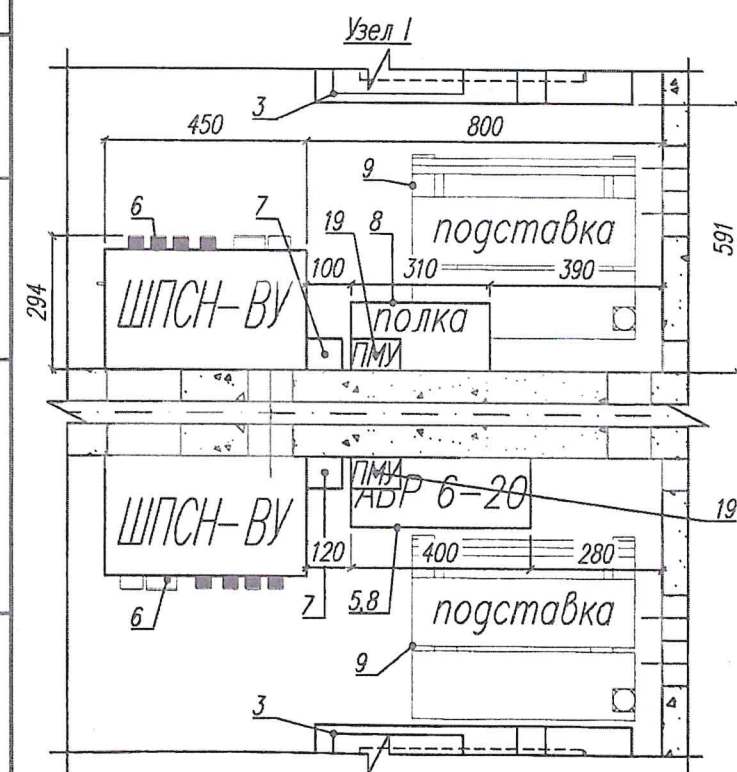 Узел I
3
450
800
9
6
7
19
8
подставка
591
100
310
390
294
ШПСН-ВУ
полка
ПМУ
ПМУ
АВР 6-20
19
ШПСН-ВУ
120
400
280
6
7
5,8
подставка
9
3